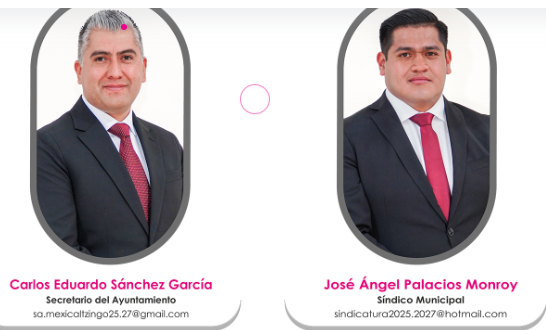 Carlos Eduardo Sánchez García
Secretario del Ayuntamiento
sa.mexicaltzingo25.27@gmail.com
José Ángel Palacios Monroy
Síndico Municipal
sindicatura2025.2027@hotmail.com